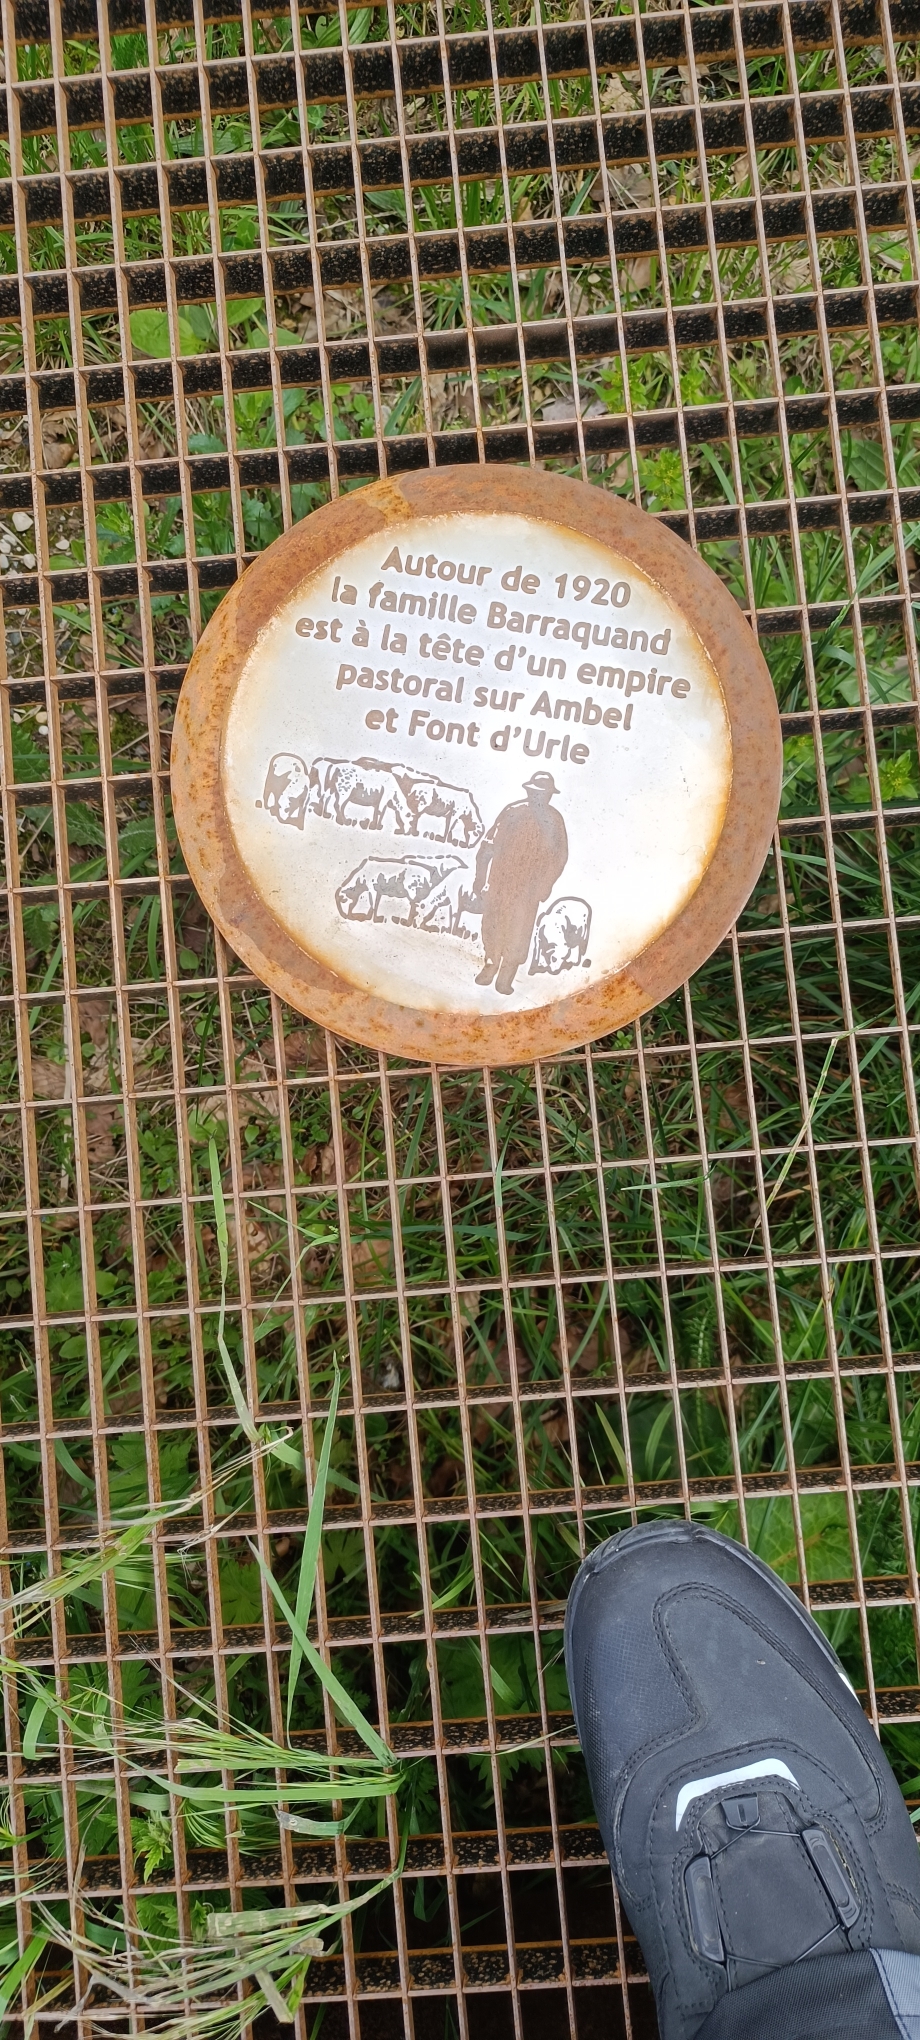 Autour de 1920
la famille Barraquand
est à la tête d'un empire
pastoral sur Ambel
et Font d'Urle